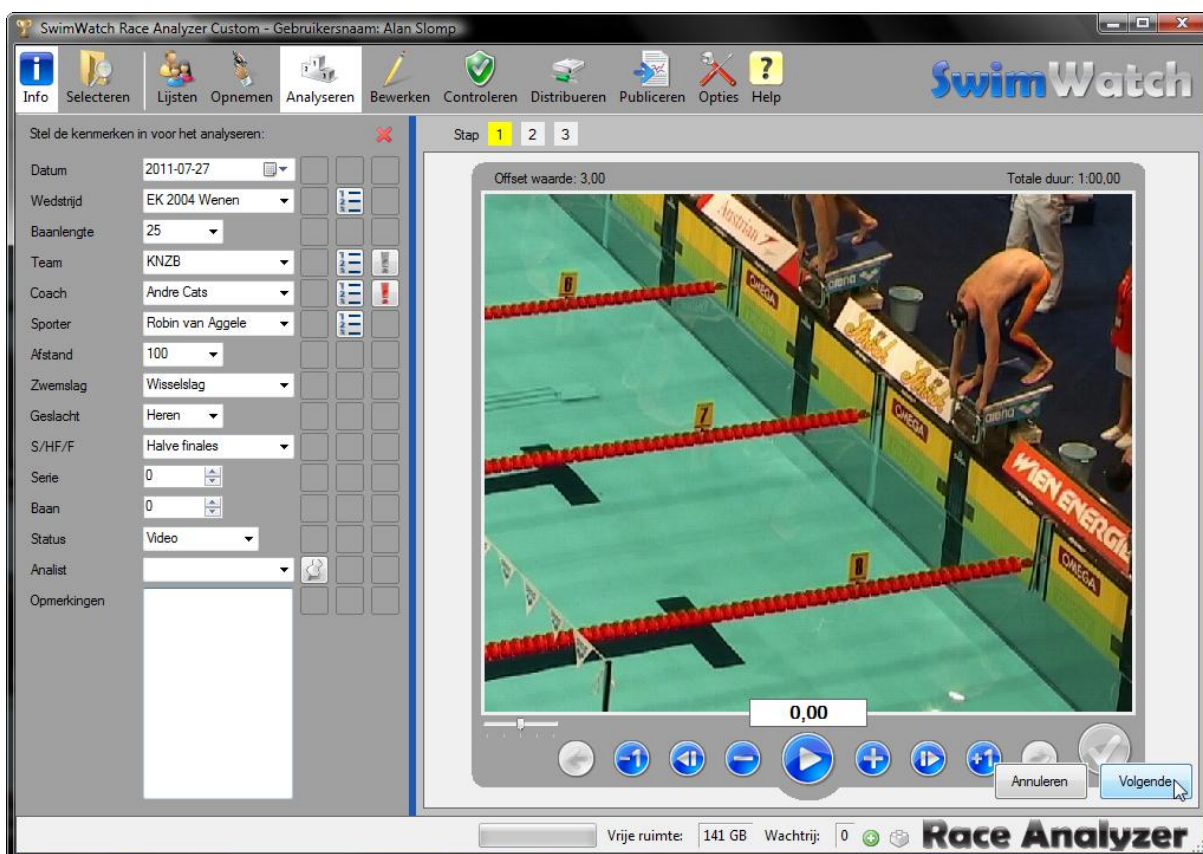 SwimWatch Race Analyzer Custom - Gebruikersnaam: Alan Slomp
Info Selecteren Lijsten Opnemen Analyseren Bewerken Controleren Distribueren Publiceren Opties Help
SwimWatch
Stel de kenmerken in voor het analyseren:
Stap 1 2 3
Datum 2011-07-27
Wedstrijd EK 2004 Wenen
Baanlengte 25
Team KNZB
Coach Andre Cats
Sporter Robin van Aggele
Afstand 100
Zwemslag Wisselslag
Geslacht Heren
S/HF/F Halve finales
Serie 0
Baan 0
Status Video
Analist
Opmerkingen
Offset waarde: 3,00 Totale duur: 1:00,00
Austrian
arena
6
OMEGA
Ströck
Ströck
arena
7
OMEGA
WIEN ENERGIE
8
OMEGA
0,00
-1 +1
Annuleren Volgende
Vrije ruimte: 141 GB Wachtrij: 0
Race Analyzer